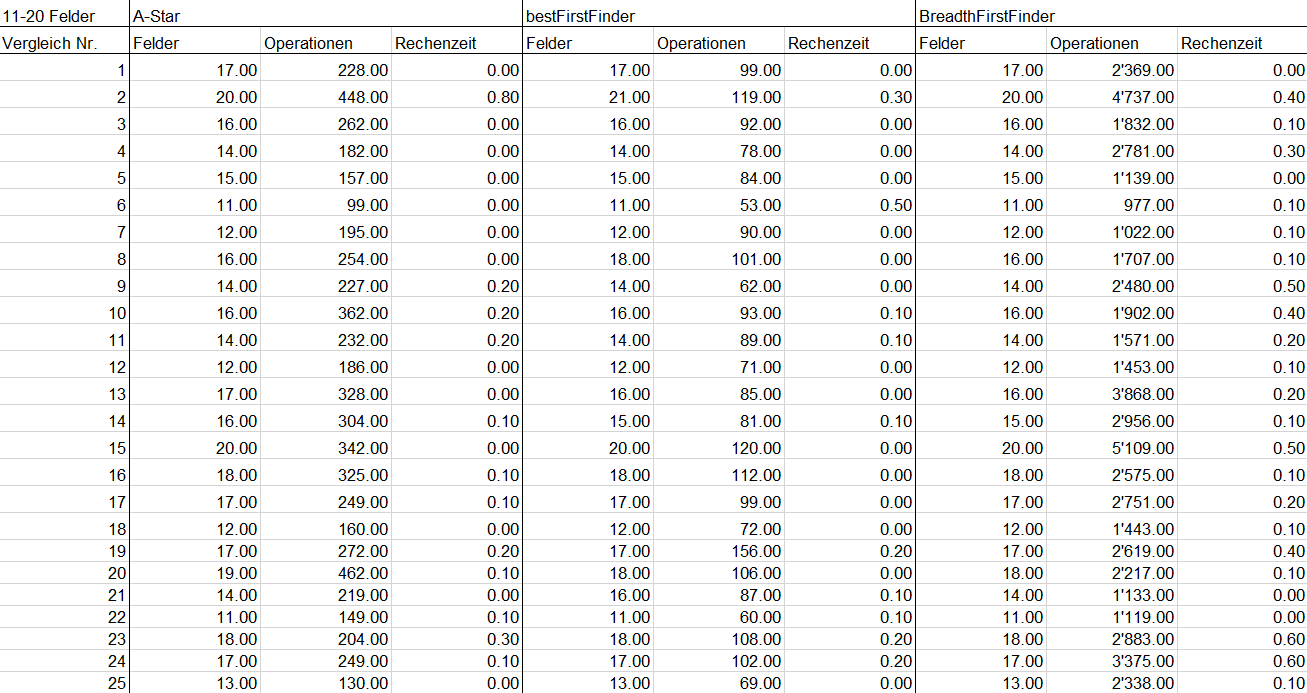 11-20 Felder A-Star bestFirstFinder BreadthFirstFinder
Vergleich Nr. Felder Operationen Rechenzeit Felder Operationen Rechenzeit Felder Operationen Rechenzeit
1 17.00 228.00 0.00 17.00 99.00 0.00 17.00 2'369.00 0.00
2 20.00 448.00 0.80 21.00 119.00 0.30 20.00 4'737.00 0.40
3 16.00 262.00 0.00 16.00 92.00 0.00 16.00 1'832.00 0.10
4 14.00 182.00 0.00 14.00 78.00 0.00 14.00 2'781.00 0.30
5 15.00 157.00 0.00 15.00 84.00 0.00 15.00 1'139.00 0.00
6 11.00 99.00 0.00 11.00 53.00 0.50 11.00 977.00 0.10
7 12.00 195.00 0.00 12.00 90.00 0.00 12.00 1'022.00 0.10
8 16.00 254.00 0.00 18.00 101.00 0.00 16.00 1'707.00 0.10
9 14.00 227.00 0.20 14.00 62.00 0.00 14.00 2'480.00 0.50
10 16.00 362.00 0.20 16.00 93.00 0.10 16.00 1'902.00 0.40
11 14.00 232.00 0.20 14.00 89.00 0.10 14.00 1'571.00 0.20
12 12.00 186.00 0.00 12.00 71.00 0.00 12.00 1'453.00 0.10
13 17.00 328.00 0.00 16.00 85.00 0.00 16.00 3'868.00 0.20
14 16.00 304.00 0.10 15.00 81.00 0.10 15.00 2'956.00 0.10
15 20.00 342.00 0.00 20.00 120.00 0.00 20.00 5'109.00 0.50
16 18.00 325.00 0.10 18.00 112.00 0.00 18.00 2'575.00 0.10
17 17.00 249.00 0.10 17.00 99.00 0.00 17.00 2'751.00 0.20
18 12.00 160.00 0.00 12.00 72.00 0.00 12.00 1'443.00 0.10
19 17.00 272.00 0.20 17.00 156.00 0.20 17.00 2'619.00 0.40
20 19.00 462.00 0.10 18.00 106.00 0.00 18.00 2'217.00 0.10
21 14.00 219.00 0.00 16.00 87.00 0.10 14.00 1'133.00 0.00
22 11.00 149.00 0.10 11.00 60.00 0.10 11.00 1'119.00 0.00
23 18.00 204.00 0.30 18.00 108.00 0.20 18.00 2'883.00 0.60
24 17.00 249.00 0.10 17.00 102.00 0.20 17.00 3'375.00 0.60
25 13.00 130.00 0.00 13.00 69.00 0.00 13.00 2'338.00 0.10